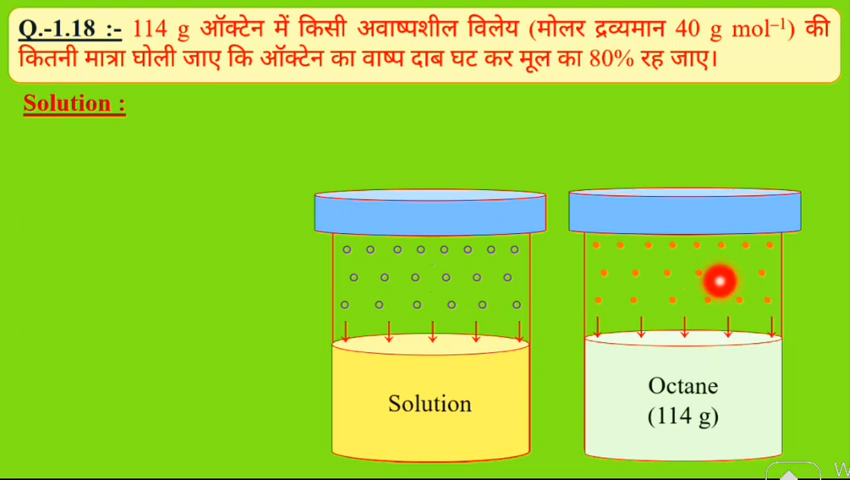 Q.-1.18 :- 114 g ऑक्टेन में किसी अवाष्पशील विलेय (मोलर द्रव्यमान 40 g mol⁻¹) की
कितनी मात्रा घोली जाए कि ऑक्टेन का वाष्प दाब घट कर मूल का 80% रह जाए।
Solution :
Solution
Octane
(114 g)